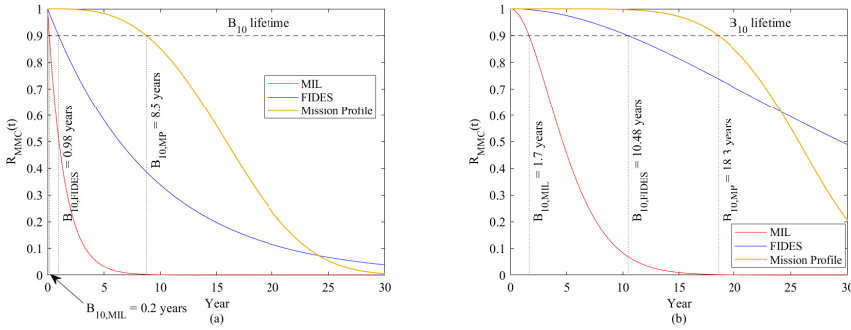 B10 lifetime
1
0.9
0.8
0.7
0.6
0.5
0.4
0.3
0.2
0.1
0
RMMC(t)
MIL
FIDES
Mission Profile
B10,FIDES = 0.98 years
B10,MP = 8.5 years
0 5 10 15 20 25 30
Year
B10,MIL = 0.2 years
(a)
B10 lifetime
1
0.9
0.8
0.7
0.6
0.5
0.4
0.3
0.2
0.1
0
RMMC(t)
B10,MIL = 1.7 years
B10,FIDES = 10.48 years
B10,MP = 18.3 years
MIL
FIDES
Mission Profile
0 5 10 15 20 25 30
Year
(b)